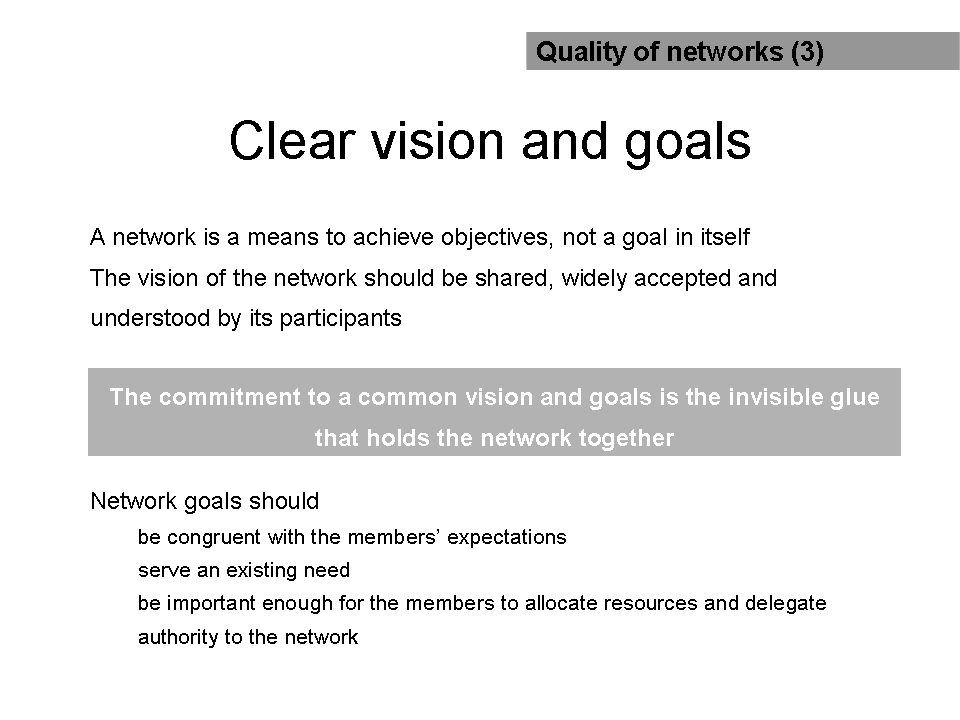 Quality of networks (3)
Clear vision and goals
A network is a means to achieve objectives, not a goal in itself
The vision of the network should be shared, widely accepted and
understood by its participants
The commitment to a common vision and goals is the invisible glue
that holds the network together
Network goals should
be congruent with the members’ expectations
serve an existing need
be important enough for the members to allocate resources and delegate
authority to the network